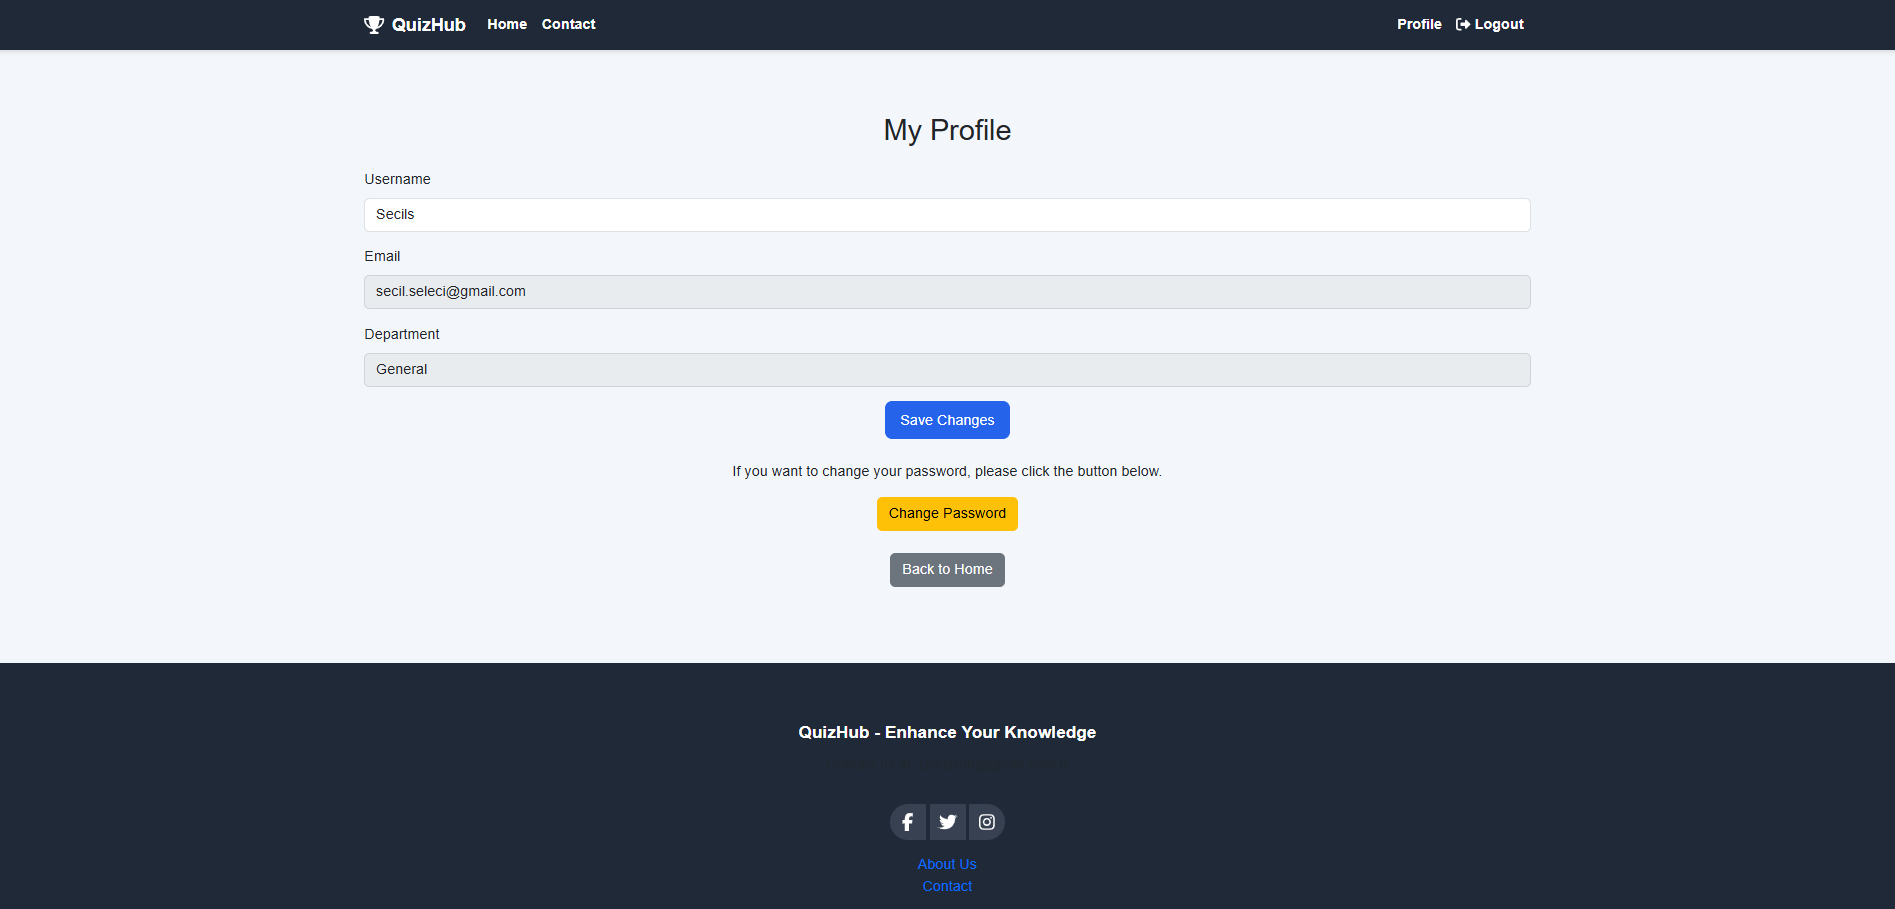 QuizHub Home Contact Profile Logout
My Profile
Username
Secils
Email
secil.seleci@gmail.com
Department
General
Save Changes
If you want to change your password, please click the button below.
Change Password
Back to Home
QuizHub - Enhance Your Knowledge
About Us
Contact